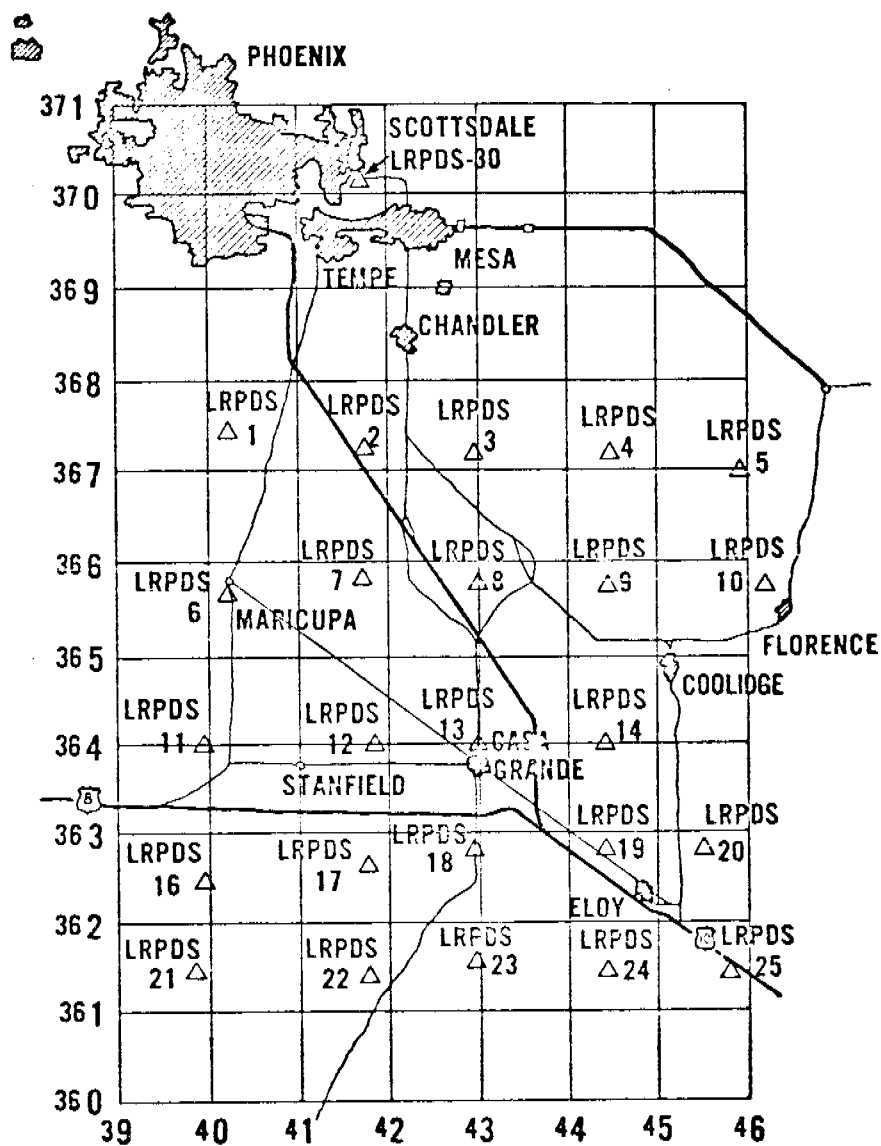 PHOENIX
371
SCOTTSDALE
LRPDS-30
370
MESA
TEMPE
369
CHANDLER
368
LRPDS
1
LRPDS
2
LRPDS
3
LRPDS
4
LRPDS
5
367
366
LRPDS
6
LRPDS
7
LRPDS
8
LRPDS
9
LRPDS
10
MARICUPA
FLORENCE
365
COOLIDGE
LRPDS
11
LRPDS
12
LRPDS
13
LRPDS
14
364
CASA
GRANDE
STANFIELD
8
363
LRPDS
16
LRPDS
17
LRPDS
18
LRPDS
19
LRPDS
20
ELOY
362
LRPDS
21
LRPDS
22
LRPDS
23
LRPDS
24
LRPDS
25
361
360
39 40 41 42 43 44 45 46